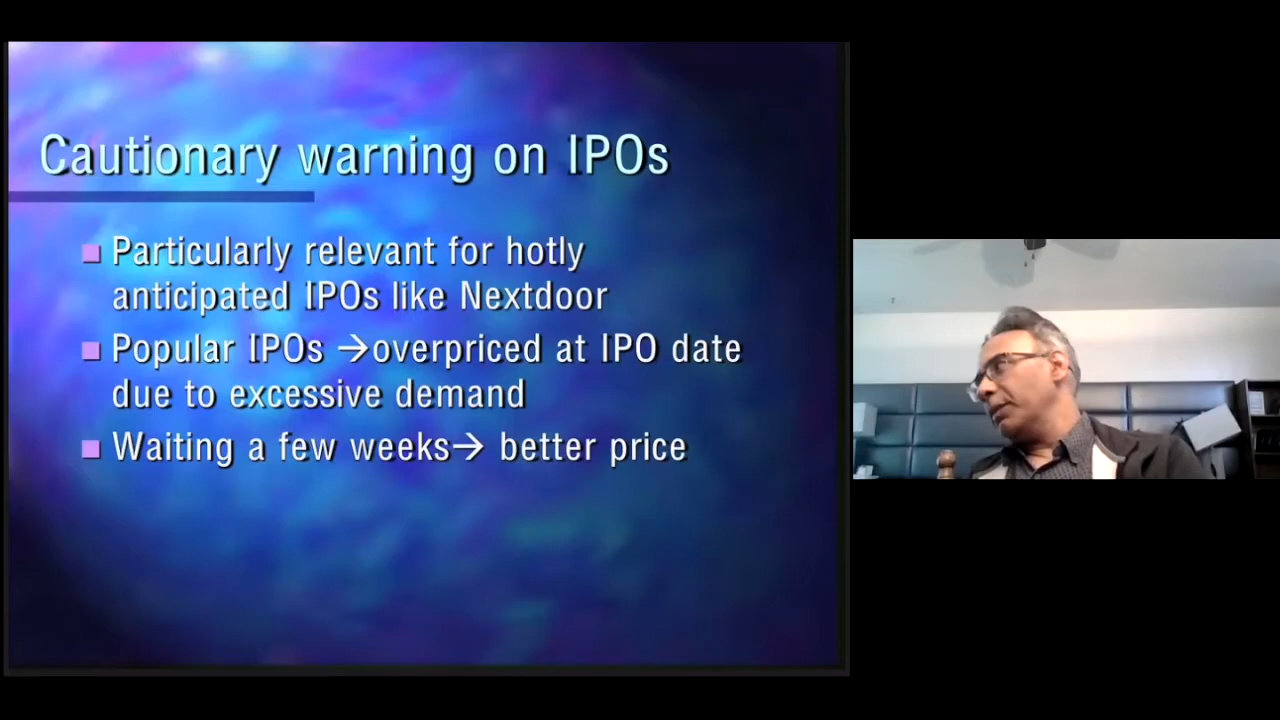 Cautionary warning on IPOs
Particularly relevant for hotly
anticipated IPOs like Nextdoor
Popular IPOs →overpriced at IPO date
due to excessive demand
Waiting a few weeks→ better price